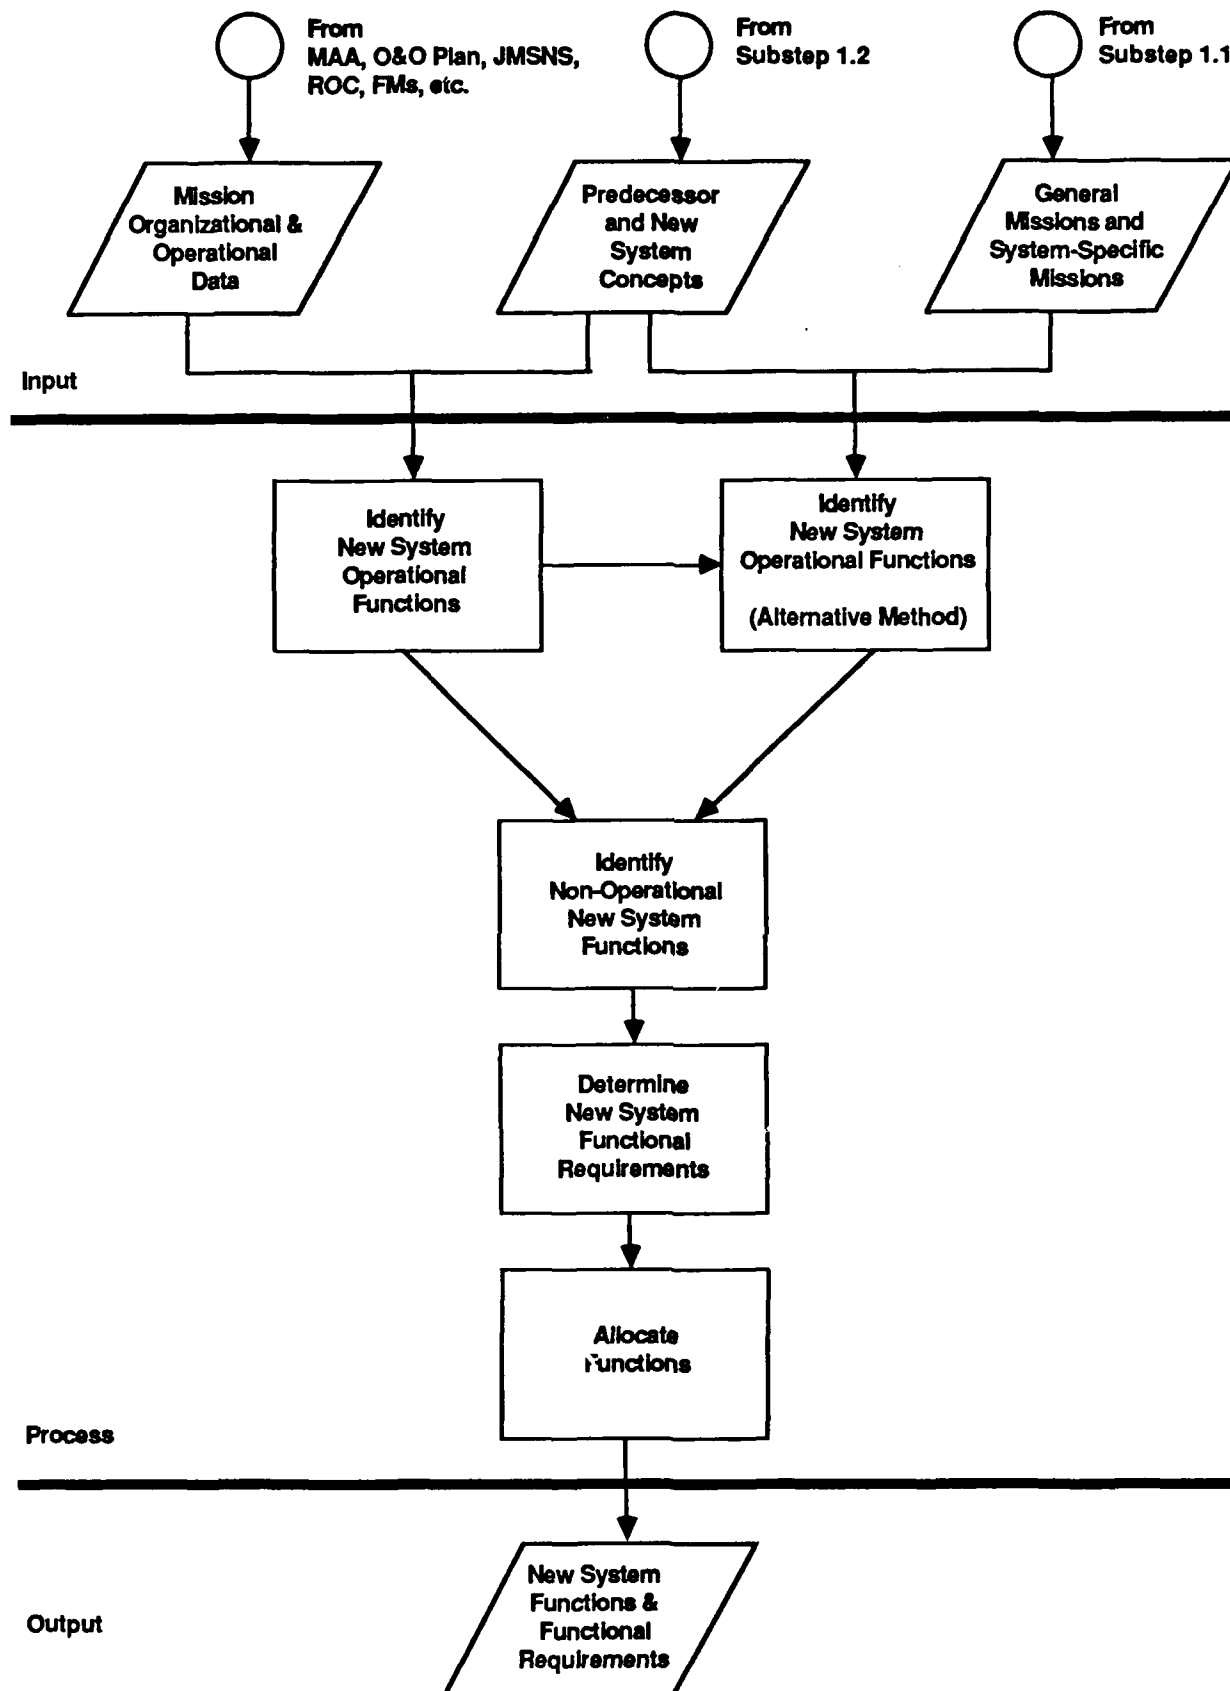 From
MAA, O&O Plan, JMSNS,
ROC, FMs, etc.
From
Substep 1.2
From
Substep 1.1
Mission
Organizational &
Operational
Data
Predecessor
and New
System
Concepts
General
Missions and
System-Specific
Missions
Input
Identify
New System
Operational
Functions
Identify
New System
Operational Functions
(Alternative Method)
Identify
Non-Operational
New System
Functions
Determine
New System
Functional
Requirements
Allocate
Functions
Process
Output
New System
Functions &
Functional
Requirements